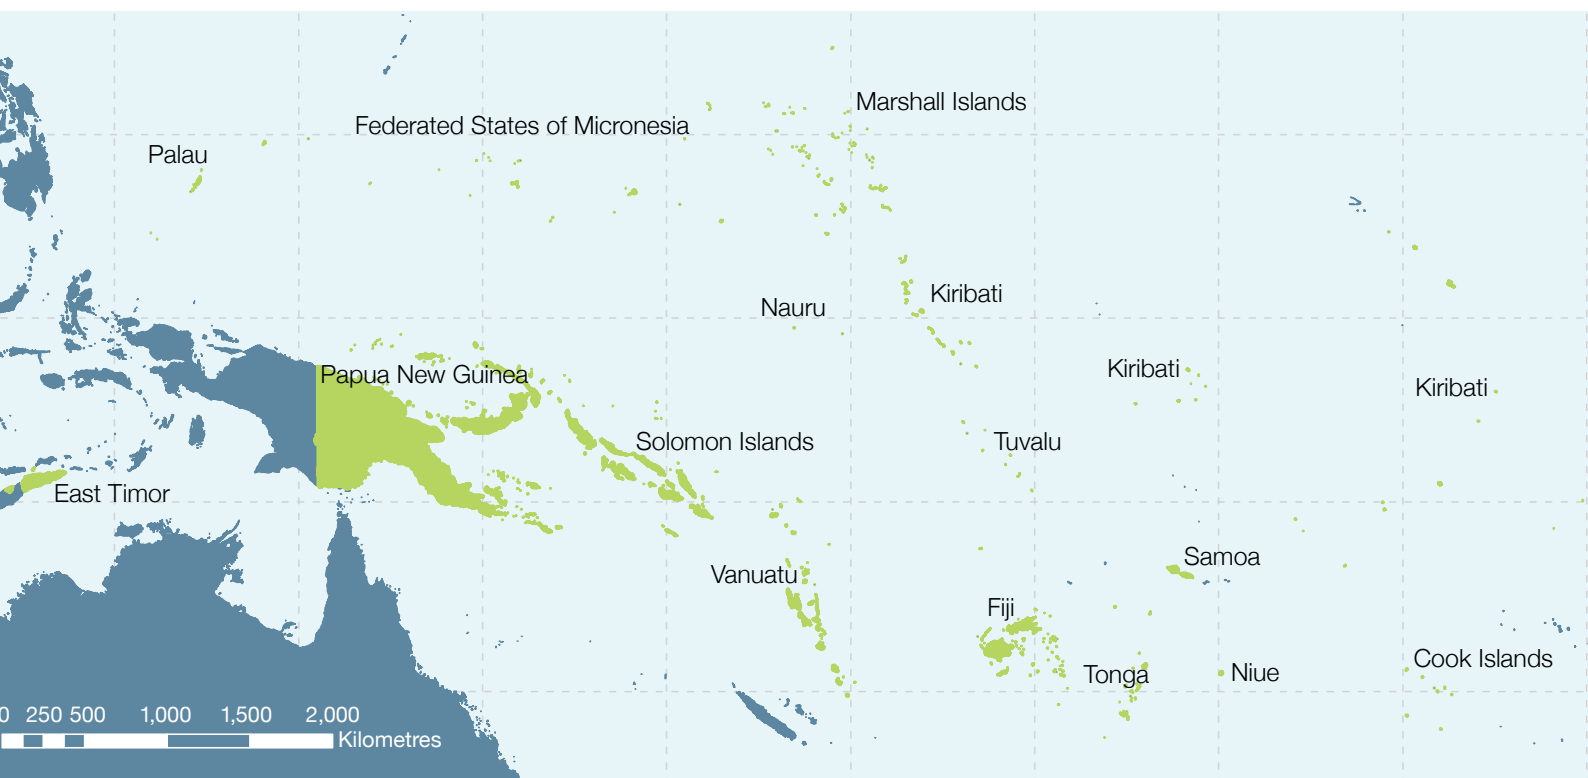 Marshall Islands
Federated States of Micronesia
Palau
Kiribati
Nauru
Kiribati
Papua New Guinea
Kiribati
Solomon Islands
Tuvalu
East Timor
Samoa
Vanuatu
Fiji
Cook Islands
Tonga
Niue
0 250 500 1,000 1,500 2,000
Kilometres